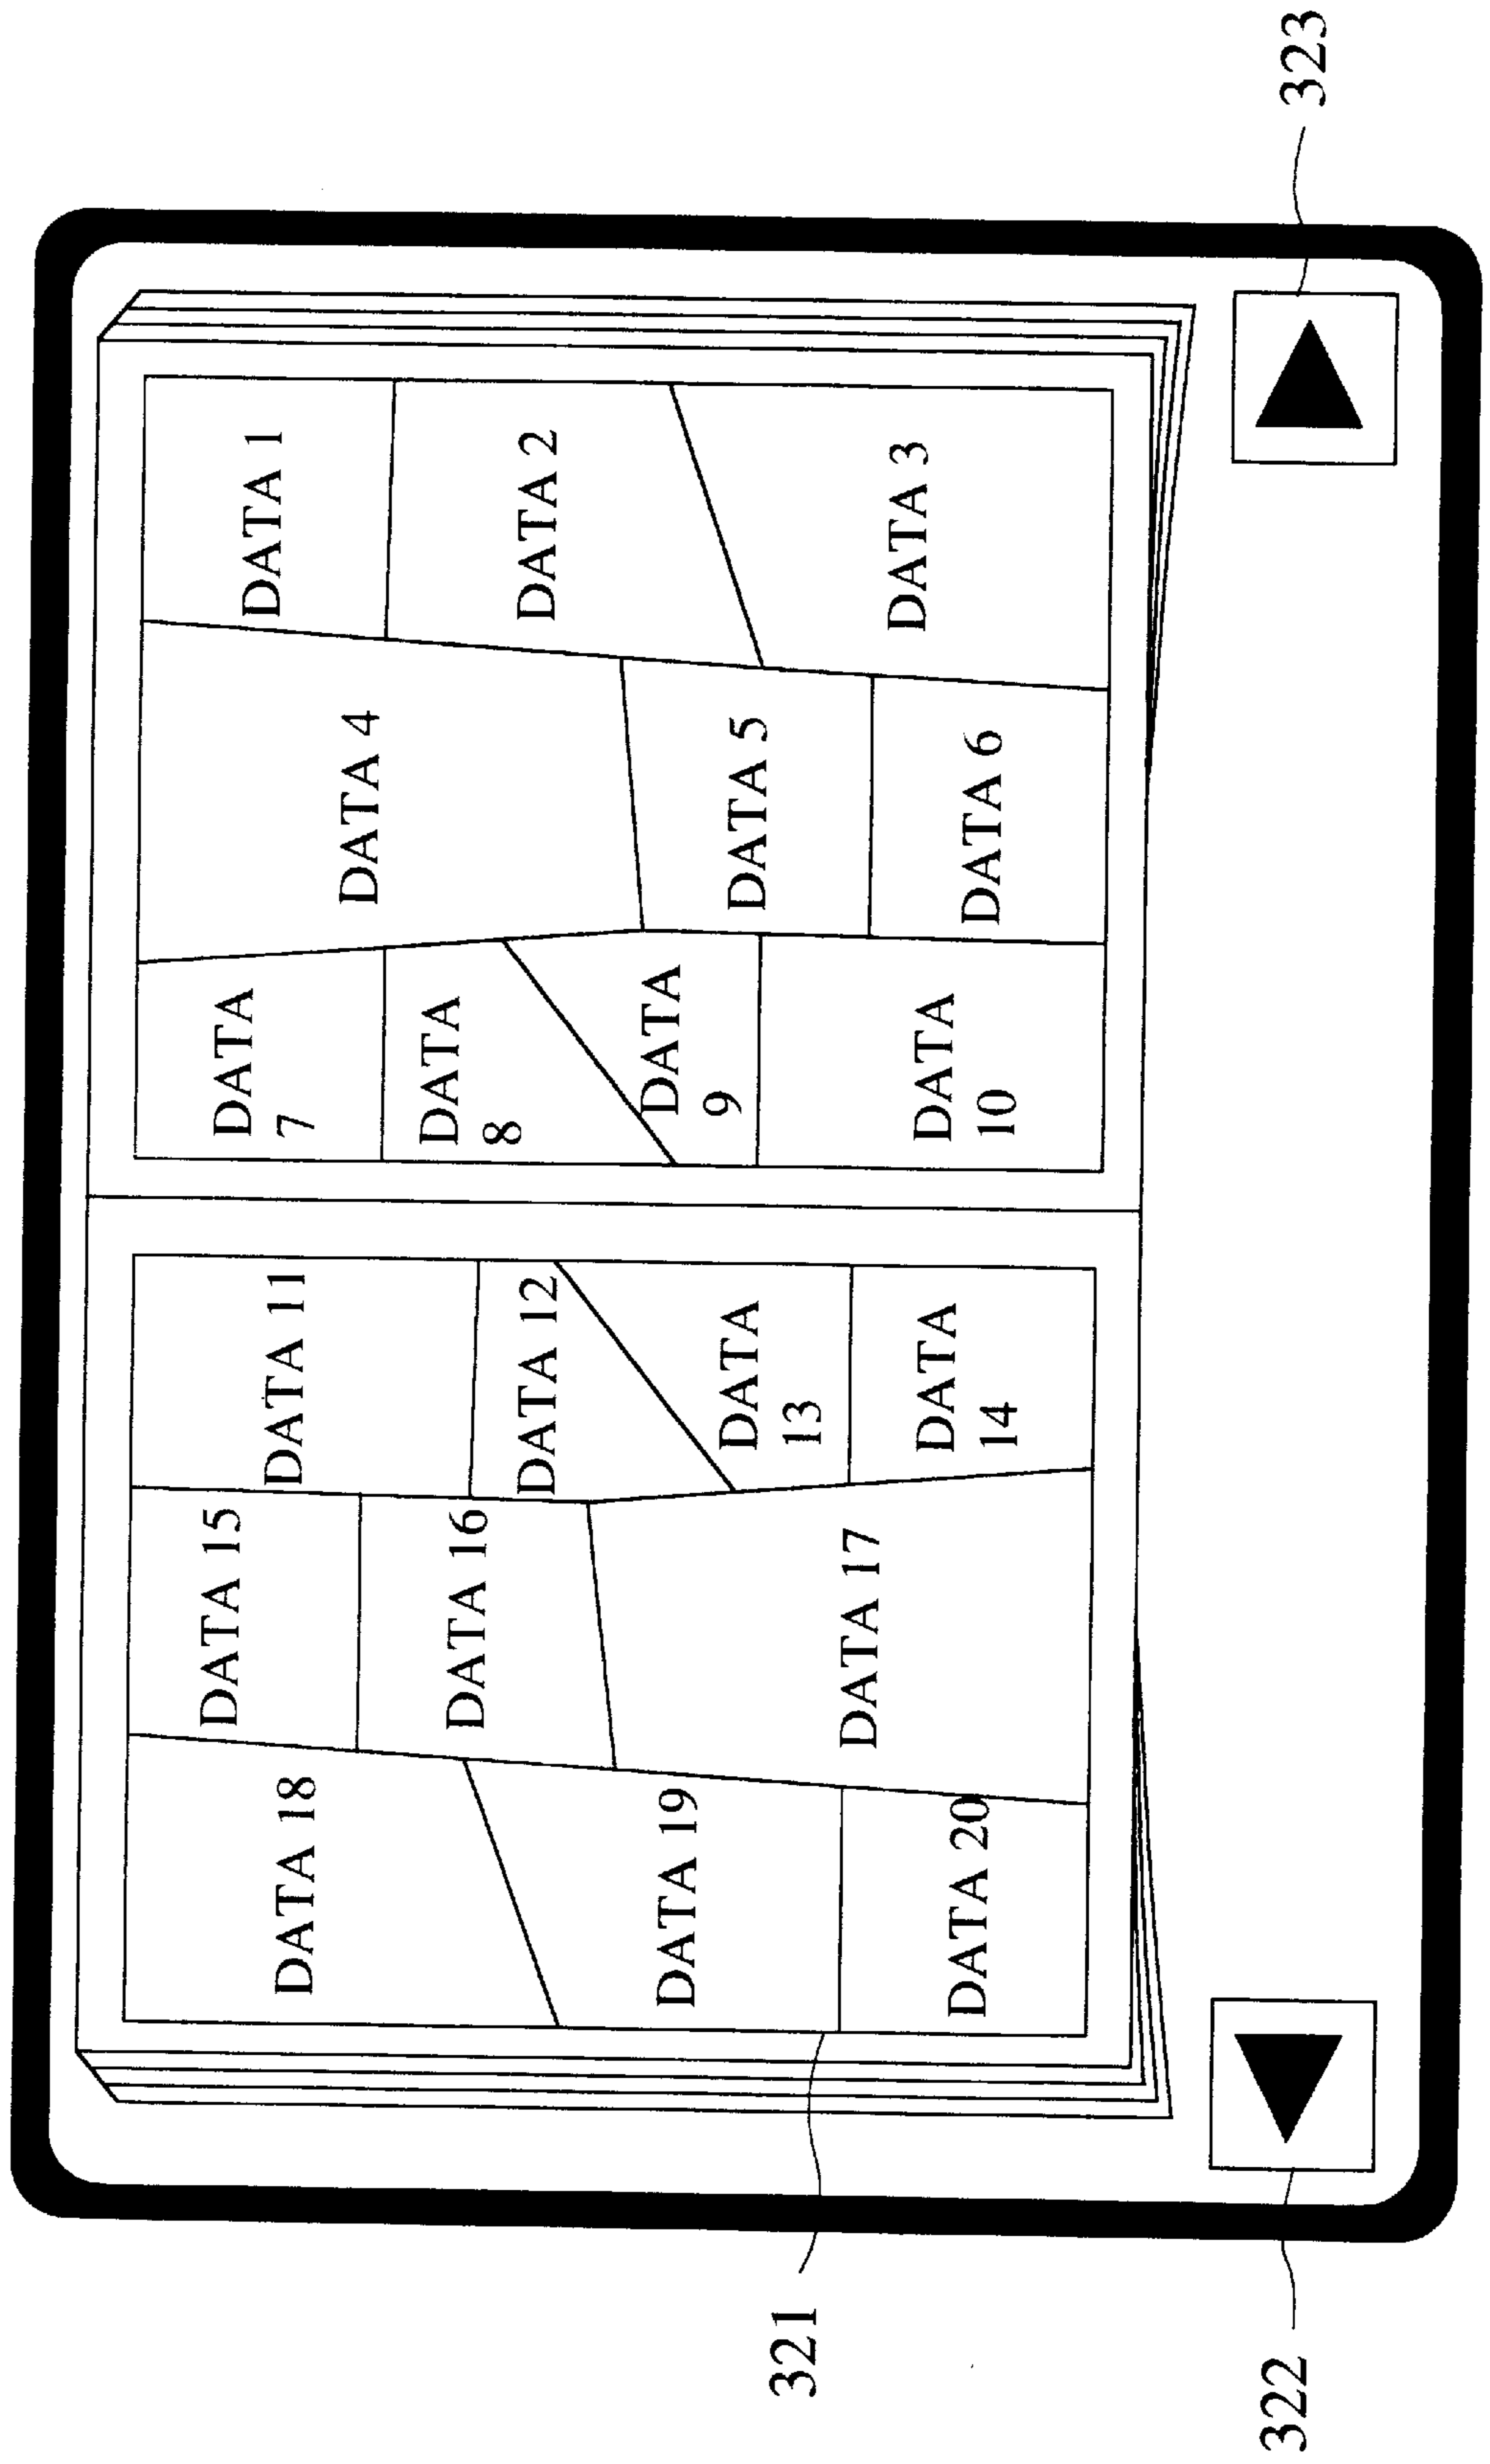 DATA 1
DATA 2
DATA 3
DATA 4
DATA 5
DATA 6
DATA
7
DATA
8
DATA
9
DATA
10
DATA 11
DATA 12
DATA
13
DATA
14
DATA 15
DATA 16
DATA 17
DATA 18
DATA 19
DATA 20
321
322
323